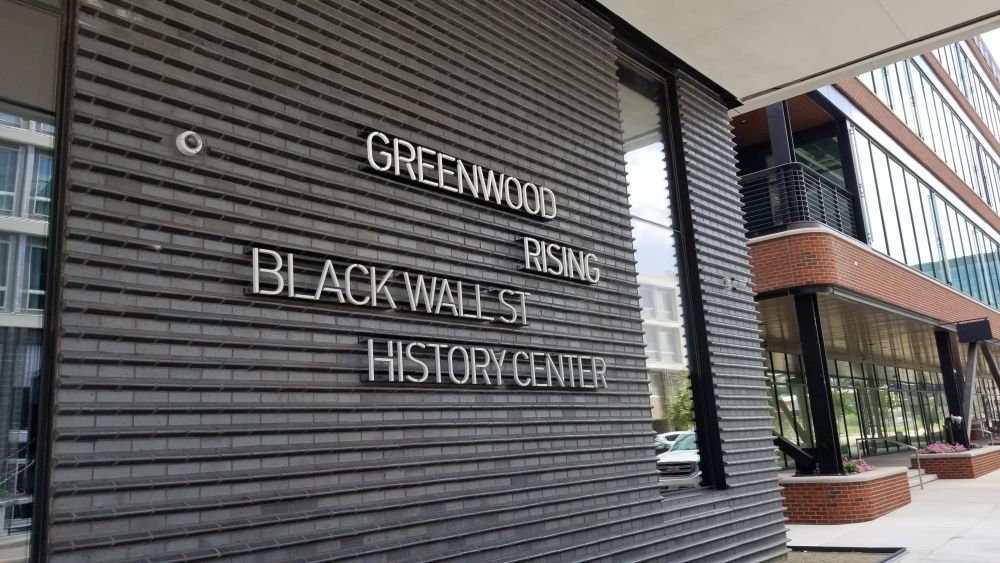 GREENWOOD
RISING
BLACK WALL ST
HISTORY CENTER